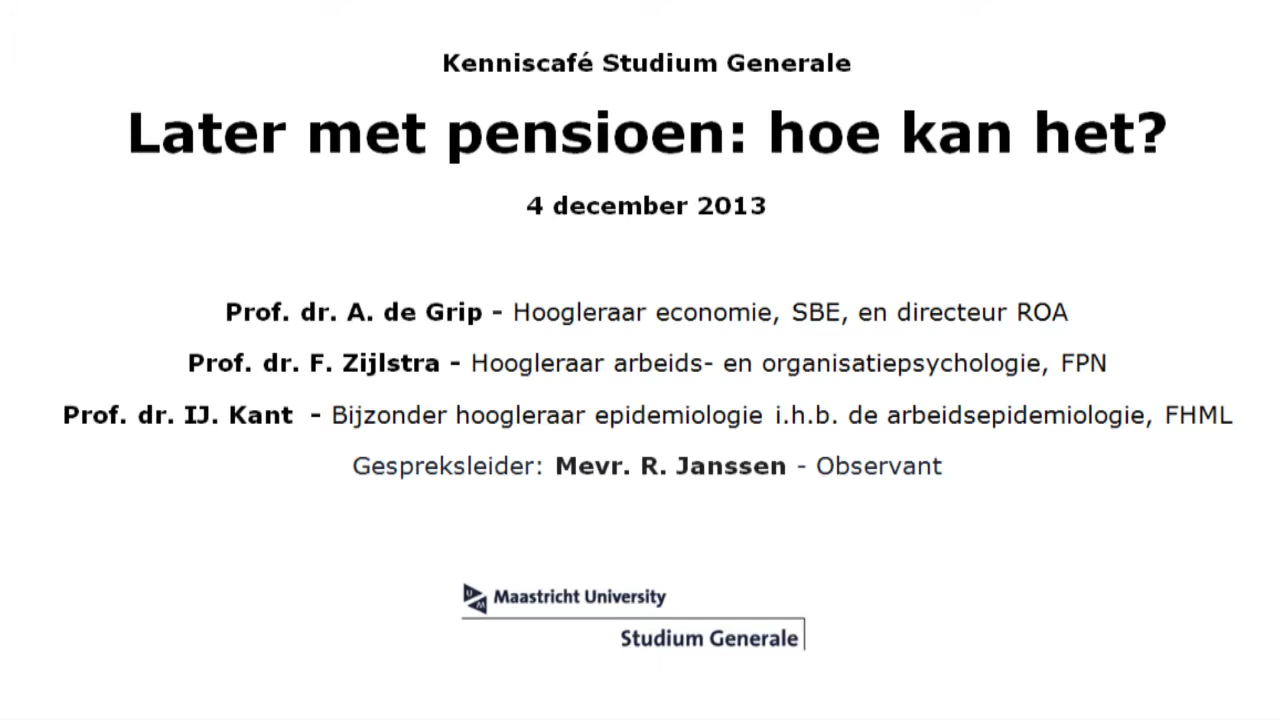 Kenniscafé Studium Generale
Later met pensioen: hoe kan het?
4 december 2013
Prof. dr. A. de Grip - Hoogleraar economie, SBE, en directeur ROA
Prof. dr. F. Zijlstra - Hoogleraar arbeids- en organisatiepsychologie, FPN
Prof. dr. IJ. Kant - Bijzonder hoogleraar epidemiologie i.h.b. de arbeidsepidemiologie, FHML
Gespreksleider: Mevr. R. Janssen - Observant
UM Maastricht University
Studium Generale